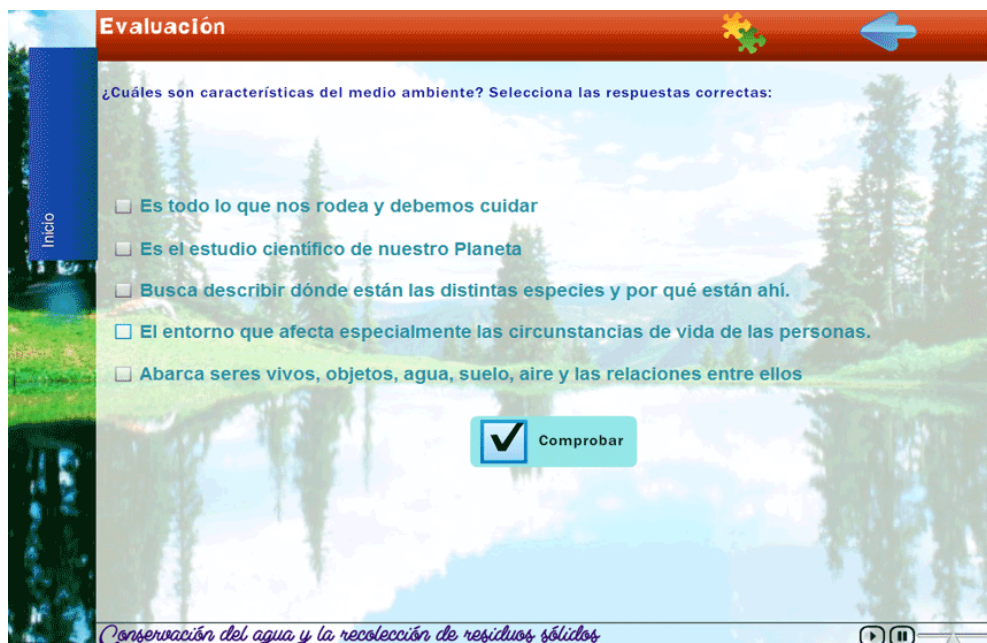 Evaluación
¿Cuáles son características del medio ambiente? Selecciona las respuestas correctas:
Inicio
Es todo lo que nos rodea y debemos cuidar
Es el estudio científico de nuestro Planeta
Busca describir dónde están las distintas especies y por qué están ahí.
El entorno que afecta especialmente las circunstancias de vida de las personas.
Abarca seres vivos, objetos, agua, suelo, aire y las relaciones entre ellos
Comprobar
Conservación del agua y la recolección de residuos sólidos